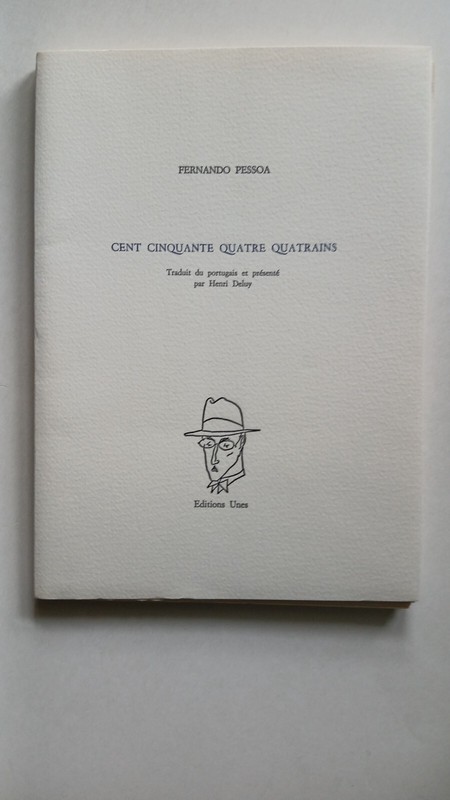 FERNANDO PESSOA
CENT CINQUANTE QUATRE QUATRAINS
Traduit du portugais et présenté
par Henri Deluy
Editions Unes